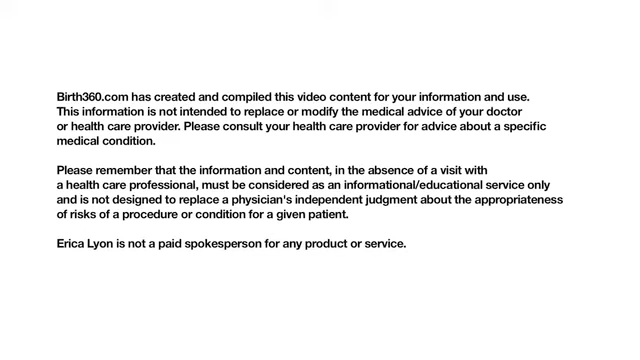 Birth360.com has created and compiled this video content for your information and use.
This information is not intended to replace or modify the medical advice of your doctor
or health care provider. Please consult your health care provider for advice about a specific
medical condition.
Please remember that the information and content, in the absence of a visit with
a health care professional, must be considered as an informational/educational service only
and is not designed to replace a physician's independent judgment about the appropriateness
of risks of a procedure or condition for a given patient.
Erica Lyon is not a paid spokesperson for any product or service.